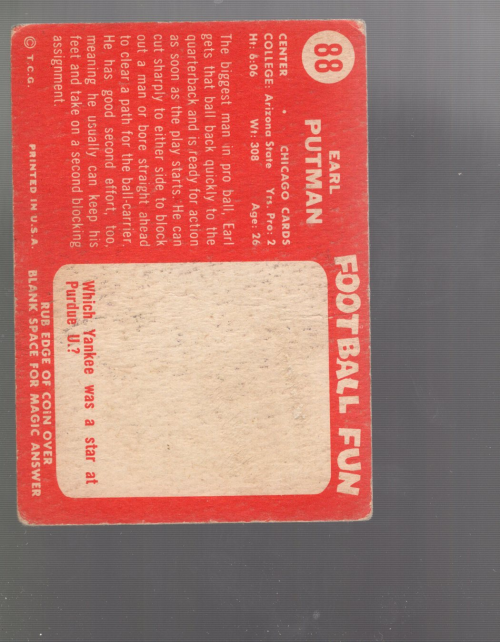 88
EARL
PUTMAN
CENTER • CHICAGO CARDS
COLLEGE: Arizona State Yrs. Pro: 2
Ht: 6:06 Wt: 308 Age: 26
The biggest man in pro ball, Earl
gets that ball back quickly to the
quarterback and is ready for action
as soon as the play starts. He can
cut sharply to either side to block
out a man or bore straight ahead
to clear a path for the ball-carrier.
He has good second effort, too,
meaning he usually can keep his
feet and take on a second blocking
assignment.
© T.C.G. PRINTED IN U.S.A.
FOOTBALL FUN
Which Yankee was a star at
Purdue U.?
RUB EDGE OF COIN OVER
BLANK SPACE FOR MAGIC ANSWER